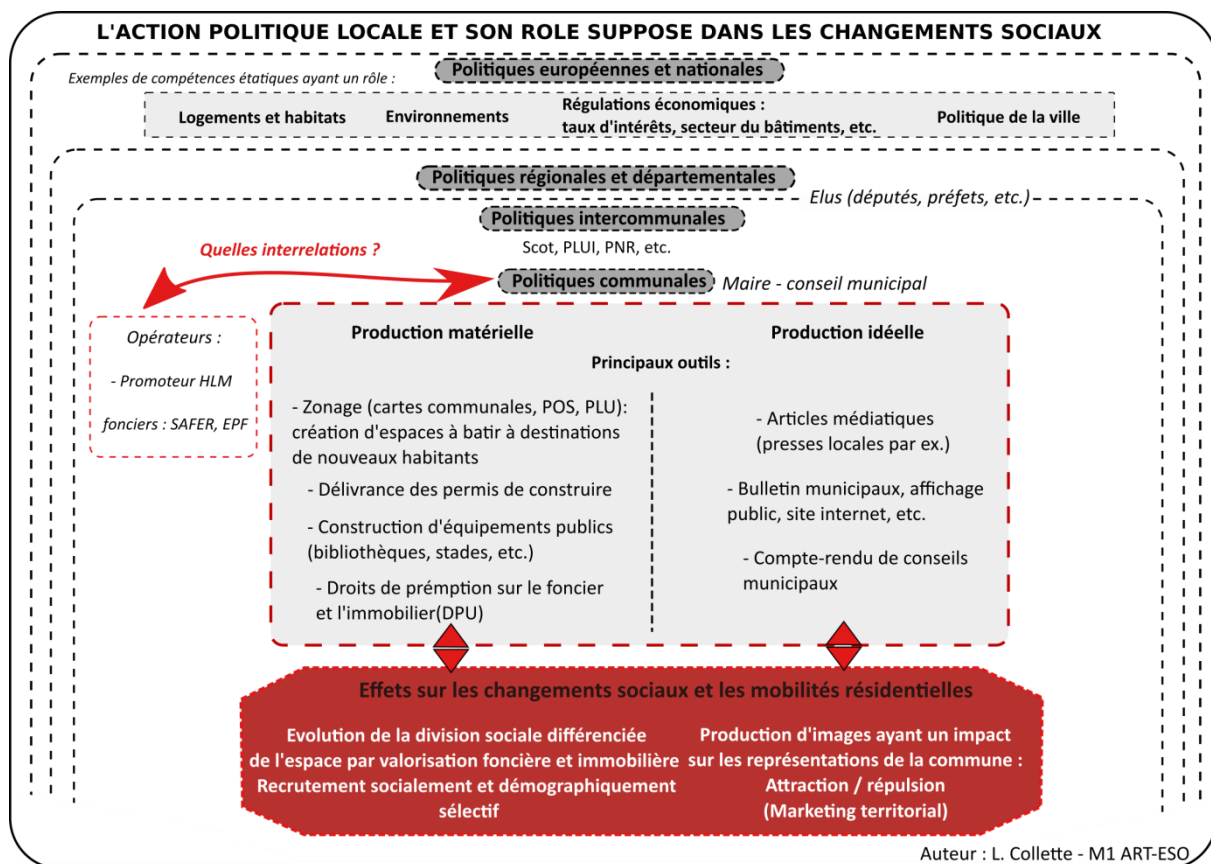 L'ACTION POLITIQUE LOCALE ET SON ROLE SUPPOSE DANS LES CHANGEMENTS SOCIAUX
Politiques européennes et nationales
Exemples de compétences étatiques ayant un rôle :
Logements et habitats
Environnements
Régulations économiques :
taux d'intérêts, secteur du bâtiments, etc.
Politique de la ville
Politiques régionales et départementales
Elus (députés, préfets, etc.)
Politiques intercommunales
Scot, PLUI, PNR, etc.
Quelles interrelations ?
Politiques communales
Maire - conseil municipal
Opérateurs :
- Promoteur HLM
fonciers : SAFER, EPF
Production matérielle
Production idéelle
Principaux outils :
- Zonage (cartes communales, POS, PLU):
création d'espaces à batir à destinations
de nouveaux habitants
- Délivrance des permis de construire
- Construction d'équipements publics
(bibliothèques, stades, etc.)
- Droits de prémption sur le foncier
et l'immobilier(DPU)
- Articles médiatiques
(presses locales par ex.)
- Bulletin municipaux, affichage
public, site internet, etc.
- Compte-rendu de conseils
municipaux
Effets sur les changements sociaux et les mobilités résidentielles
Evolution de la division sociale différenciée
de l'espace par valorisation foncière et immobilière
Recrutement socialement et démographiquement
sélectif
Production d'images ayant un impact
sur les représentations de la commune :
Attraction / répulsion
(Marketing territorial)
Auteur : L. Collette - M1 ART-ESO